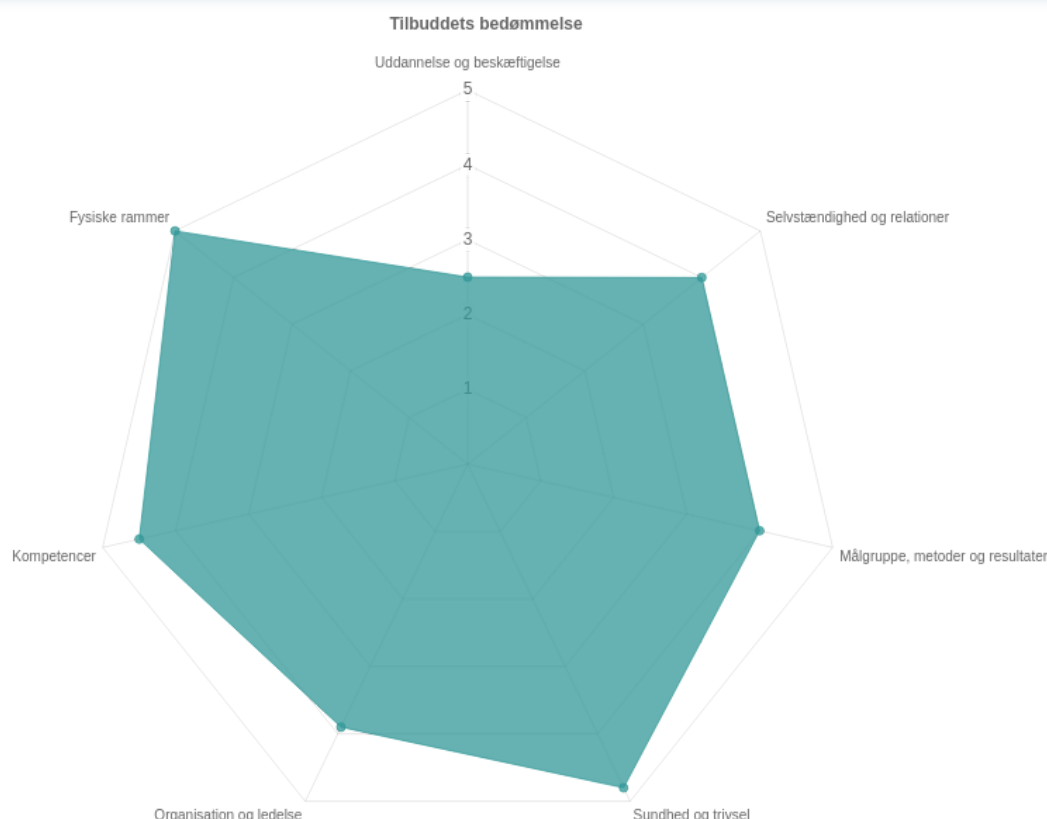 Tilbuddets bedømmelse
Uddannelse og beskæftigelse
5
4
Fysiske rammer
Selvstændighed og relationer
3
2
1
Kompetencer
Målgruppe, metoder og resultater
Organisation og ledelse
Sundhed og trivsel